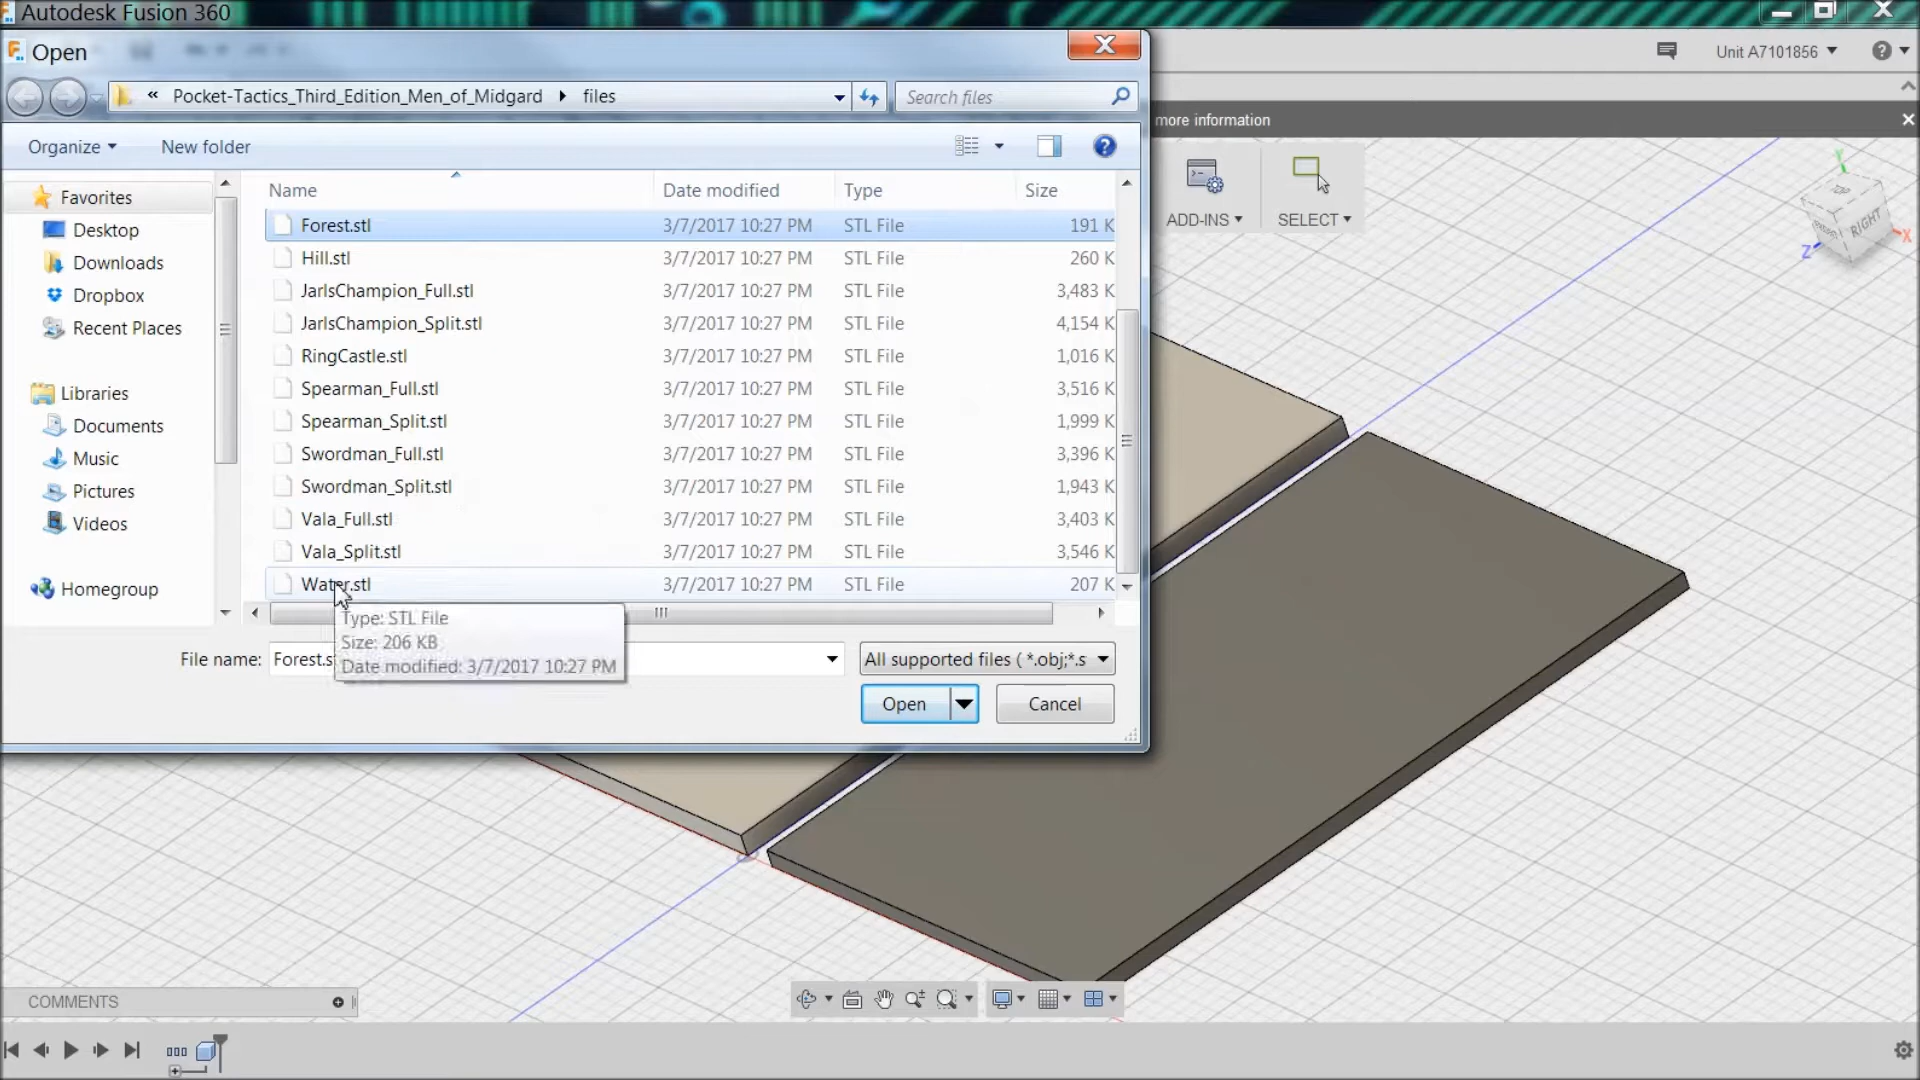 Autodesk Fusion 360
Open
Unit A7101856
« Pocket-Tactics_Third_Edition_Men_of_Midgard files
Search files
more information
Organize
New folder
Name Date modified Type Size
Favorites
Desktop
Downloads
Dropbox
Recent Places
Libraries
Documents
Music
Pictures
Videos
Homegroup
Forest.stl 3/7/2017 10:27 PM STL File 191 K
Hill.stl 3/7/2017 10:27 PM STL File 260 K
JarlsChampion_Full.stl 3/7/2017 10:27 PM STL File 3,483 K
JarlsChampion_Split.stl 3/7/2017 10:27 PM STL File 4,154 K
RingCastle.stl 3/7/2017 10:27 PM STL File 1,016 K
Spearman_Full.stl 3/7/2017 10:27 PM STL File 3,516 K
Spearman_Split.stl 3/7/2017 10:27 PM STL File 1,999 K
Swordman_Full.stl 3/7/2017 10:27 PM STL File 3,396 K
Swordman_Split.stl 3/7/2017 10:27 PM STL File 1,943 K
Vala_Full.stl 3/7/2017 10:27 PM STL File 3,403 K
Vala_Split.stl 3/7/2017 10:27 PM STL File 3,546 K
Water.stl 3/7/2017 10:27 PM STL File 207 K
Type: STL File
Size: 206 KB
Date modified: 3/7/2017 10:27 PM
File name: Forest.s
All supported files ( *.obj;*.s
Open
Cancel
ADD-INS
SELECT
Y
TOP
RIGHT
X
Z
COMMENTS